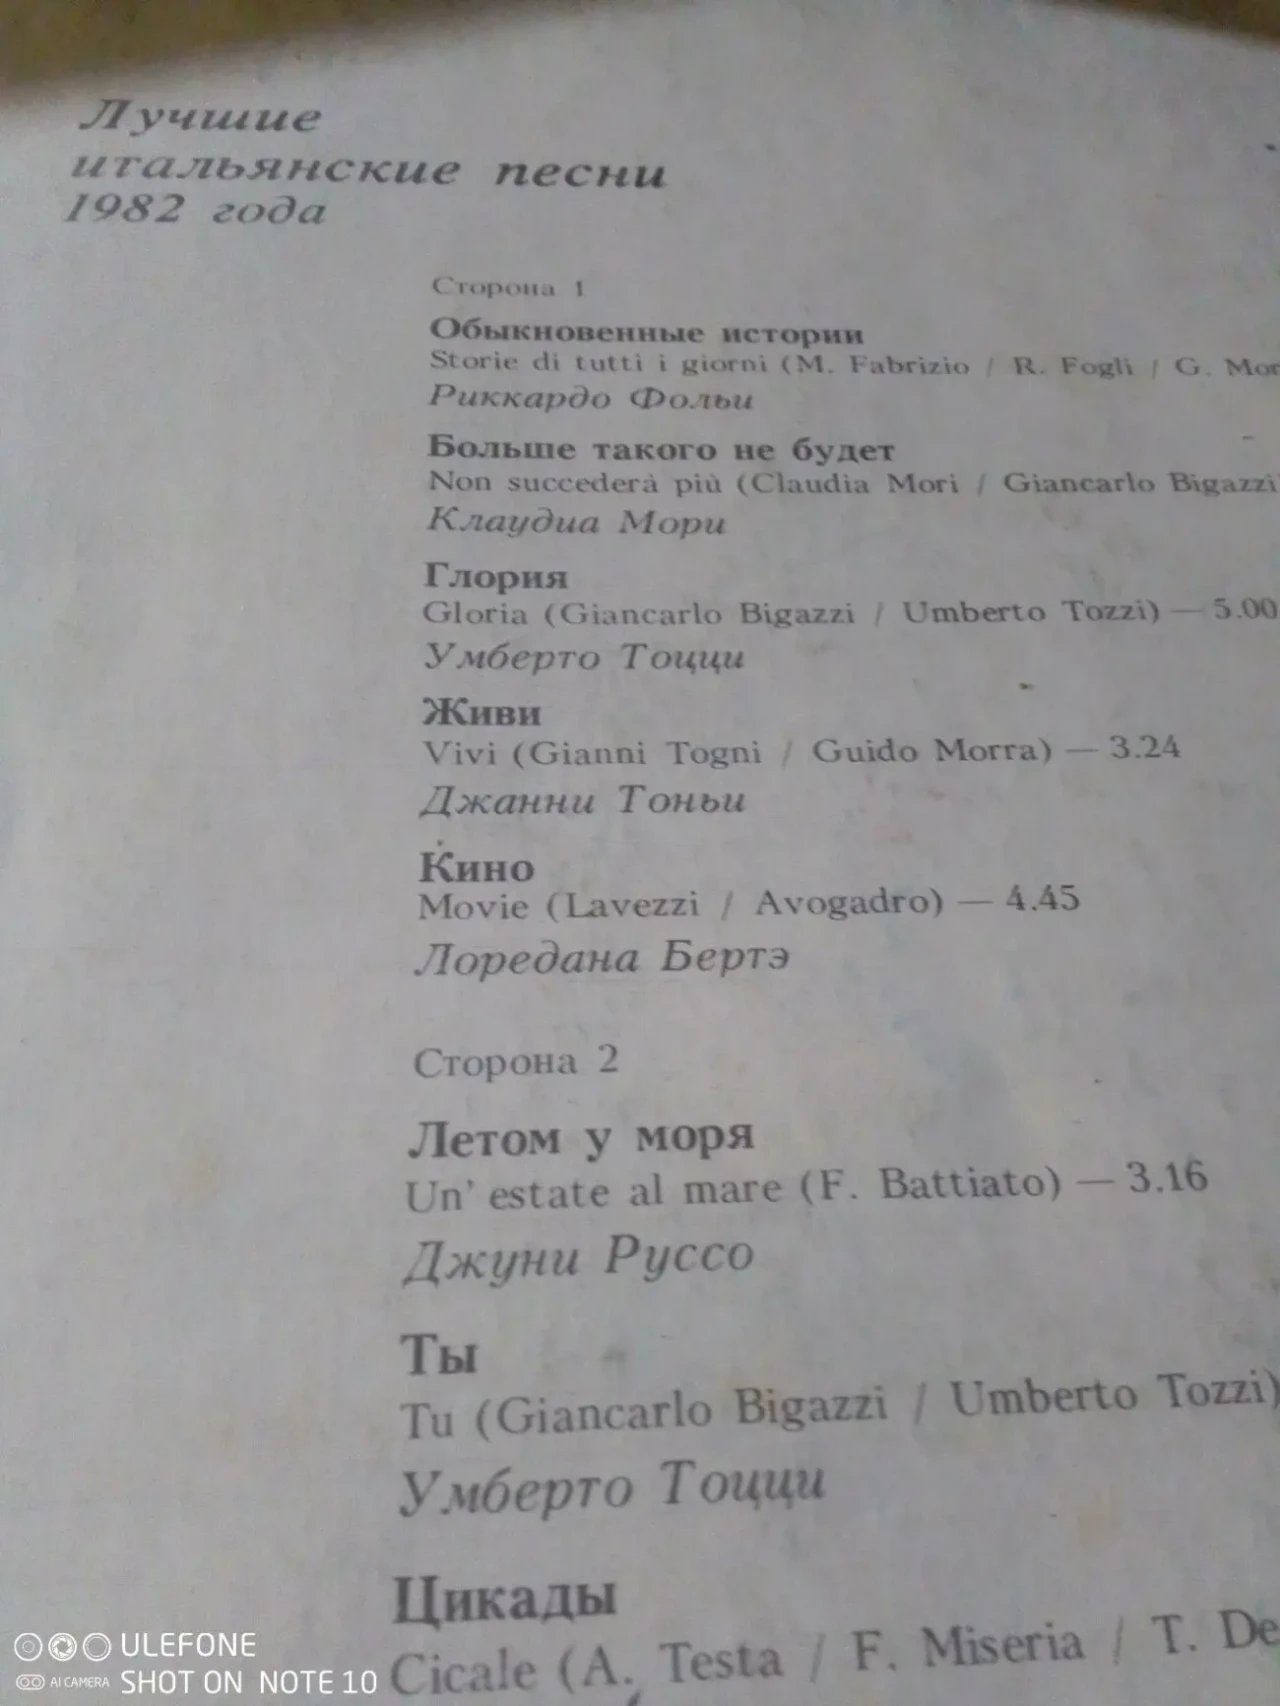 Лучшие
итальянские песни
1982 года
Сторона 1
Обыкновенные истории
Storie di tutti i giorni (M. Fabrizio / R. Fogli / G. Mor
Риккардо Фольи
Больше такого не будет
Non succederà più (Claudia Mori / Giancarlo Bigazzi
Клаудиа Мори
Глория
Gloria (Giancarlo Bigazzi / Umberto Tozzi) — 5.00
Умберто Тоцци
Живи
Vivi (Gianni Togni / Guido Morra) — 3.24
Джанни Тоньи
Кино
Movie (Lavezzi / Avogadro) — 4.45
Лоредана Бертэ
Сторона 2
Летом у моря
Un' estate al mare (F. Battiato) — 3.16
Джуни Руссо
Ты
Tu (Giancarlo Bigazzi / Umberto Tozzi)
Умберто Тоцци
Цикады
Cicale (A. Testa / F. Miseria / T. De
ULEFONE
AI CAMERA SHOT ON NOTE 10